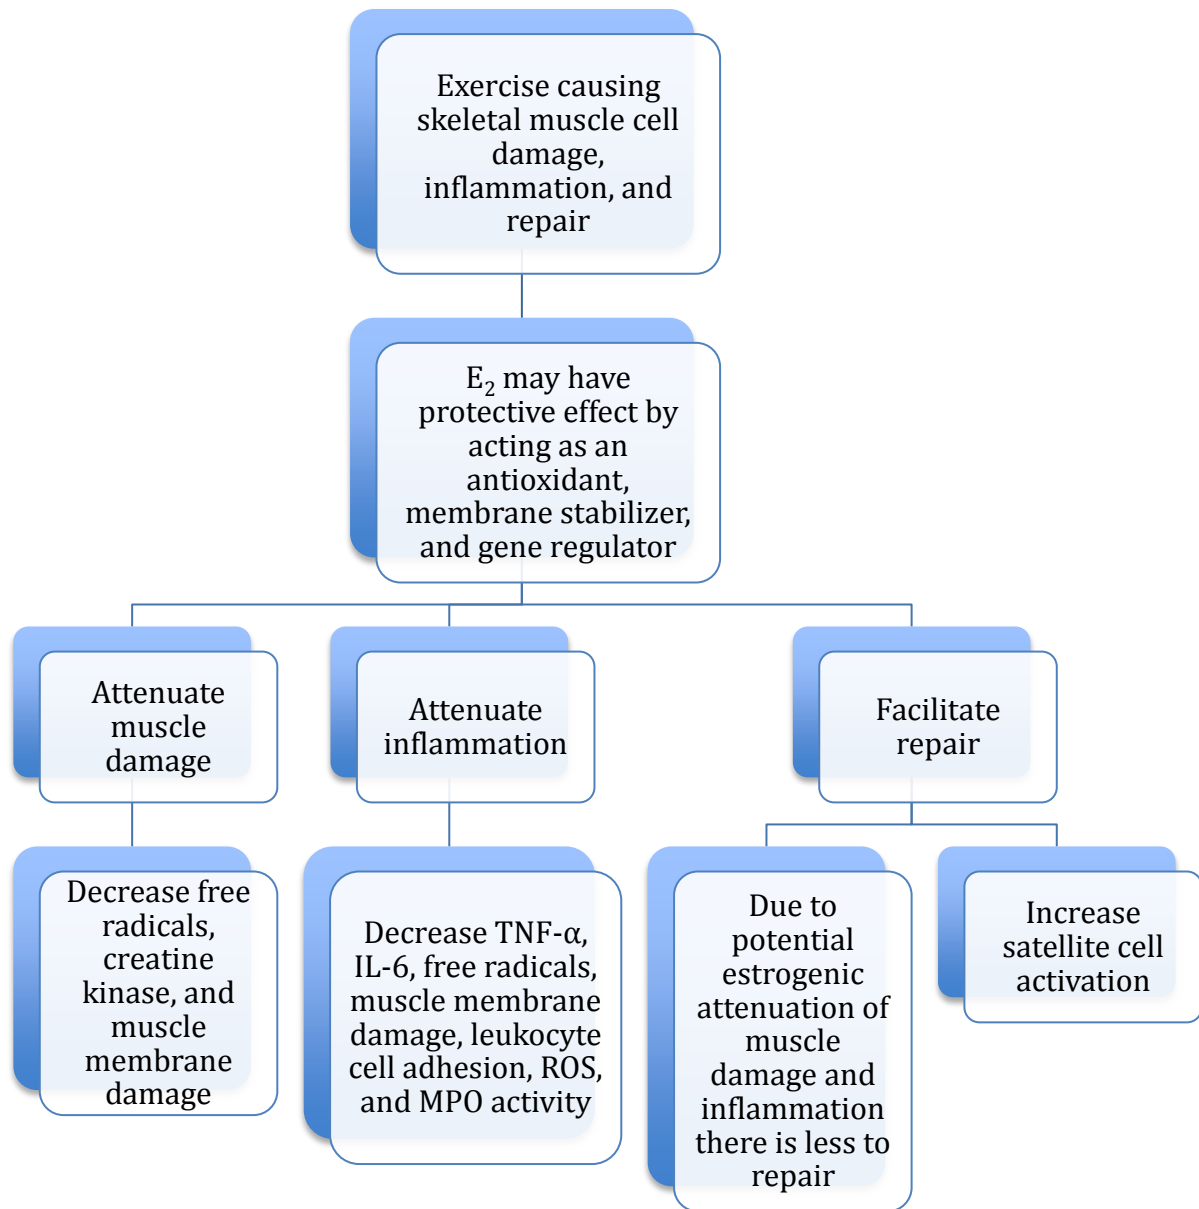 Exercise causing
skeletal muscle cell
damage,
inflammation, and
repair
E₂ may have
protective effect by
acting as an
antioxidant,
membrane stabilizer,
and gene regulator
Attenuate
muscle
damage
Attenuate
inflammation
Facilitate
repair
Decrease free
radicals,
creatine
kinase, and
muscle
membrane
damage
Decrease TNF-α,
IL-6, free radicals,
muscle membrane
damage, leukocyte
cell adhesion, ROS,
and MPO activity
Due to
potential
estrogenic
attenuation of
muscle
damage and
inflammation
there is less to
repair
Increase
satellite cell
activation